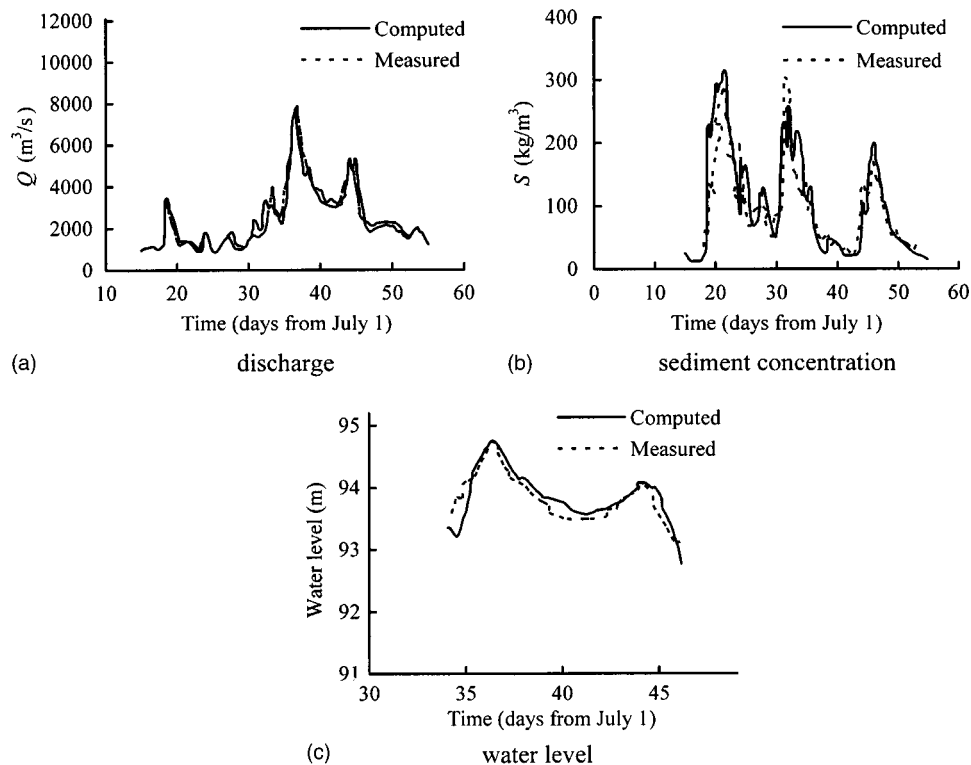 12000
10000
8000
6000
4000
2000
0
Q (m³/s)
Computed
Measured
10 20 30 40 50 60
Time (days from July 1)
(a) discharge
400
300
200
100
0
S (kg/m³)
Computed
Measured
0 10 20 30 40 50 60
Time (days from July 1)
(b) sediment concentration
95
94
93
92
91
Water level (m)
Computed
Measured
30 35 40 45
Time (days from July 1)
(c) water level